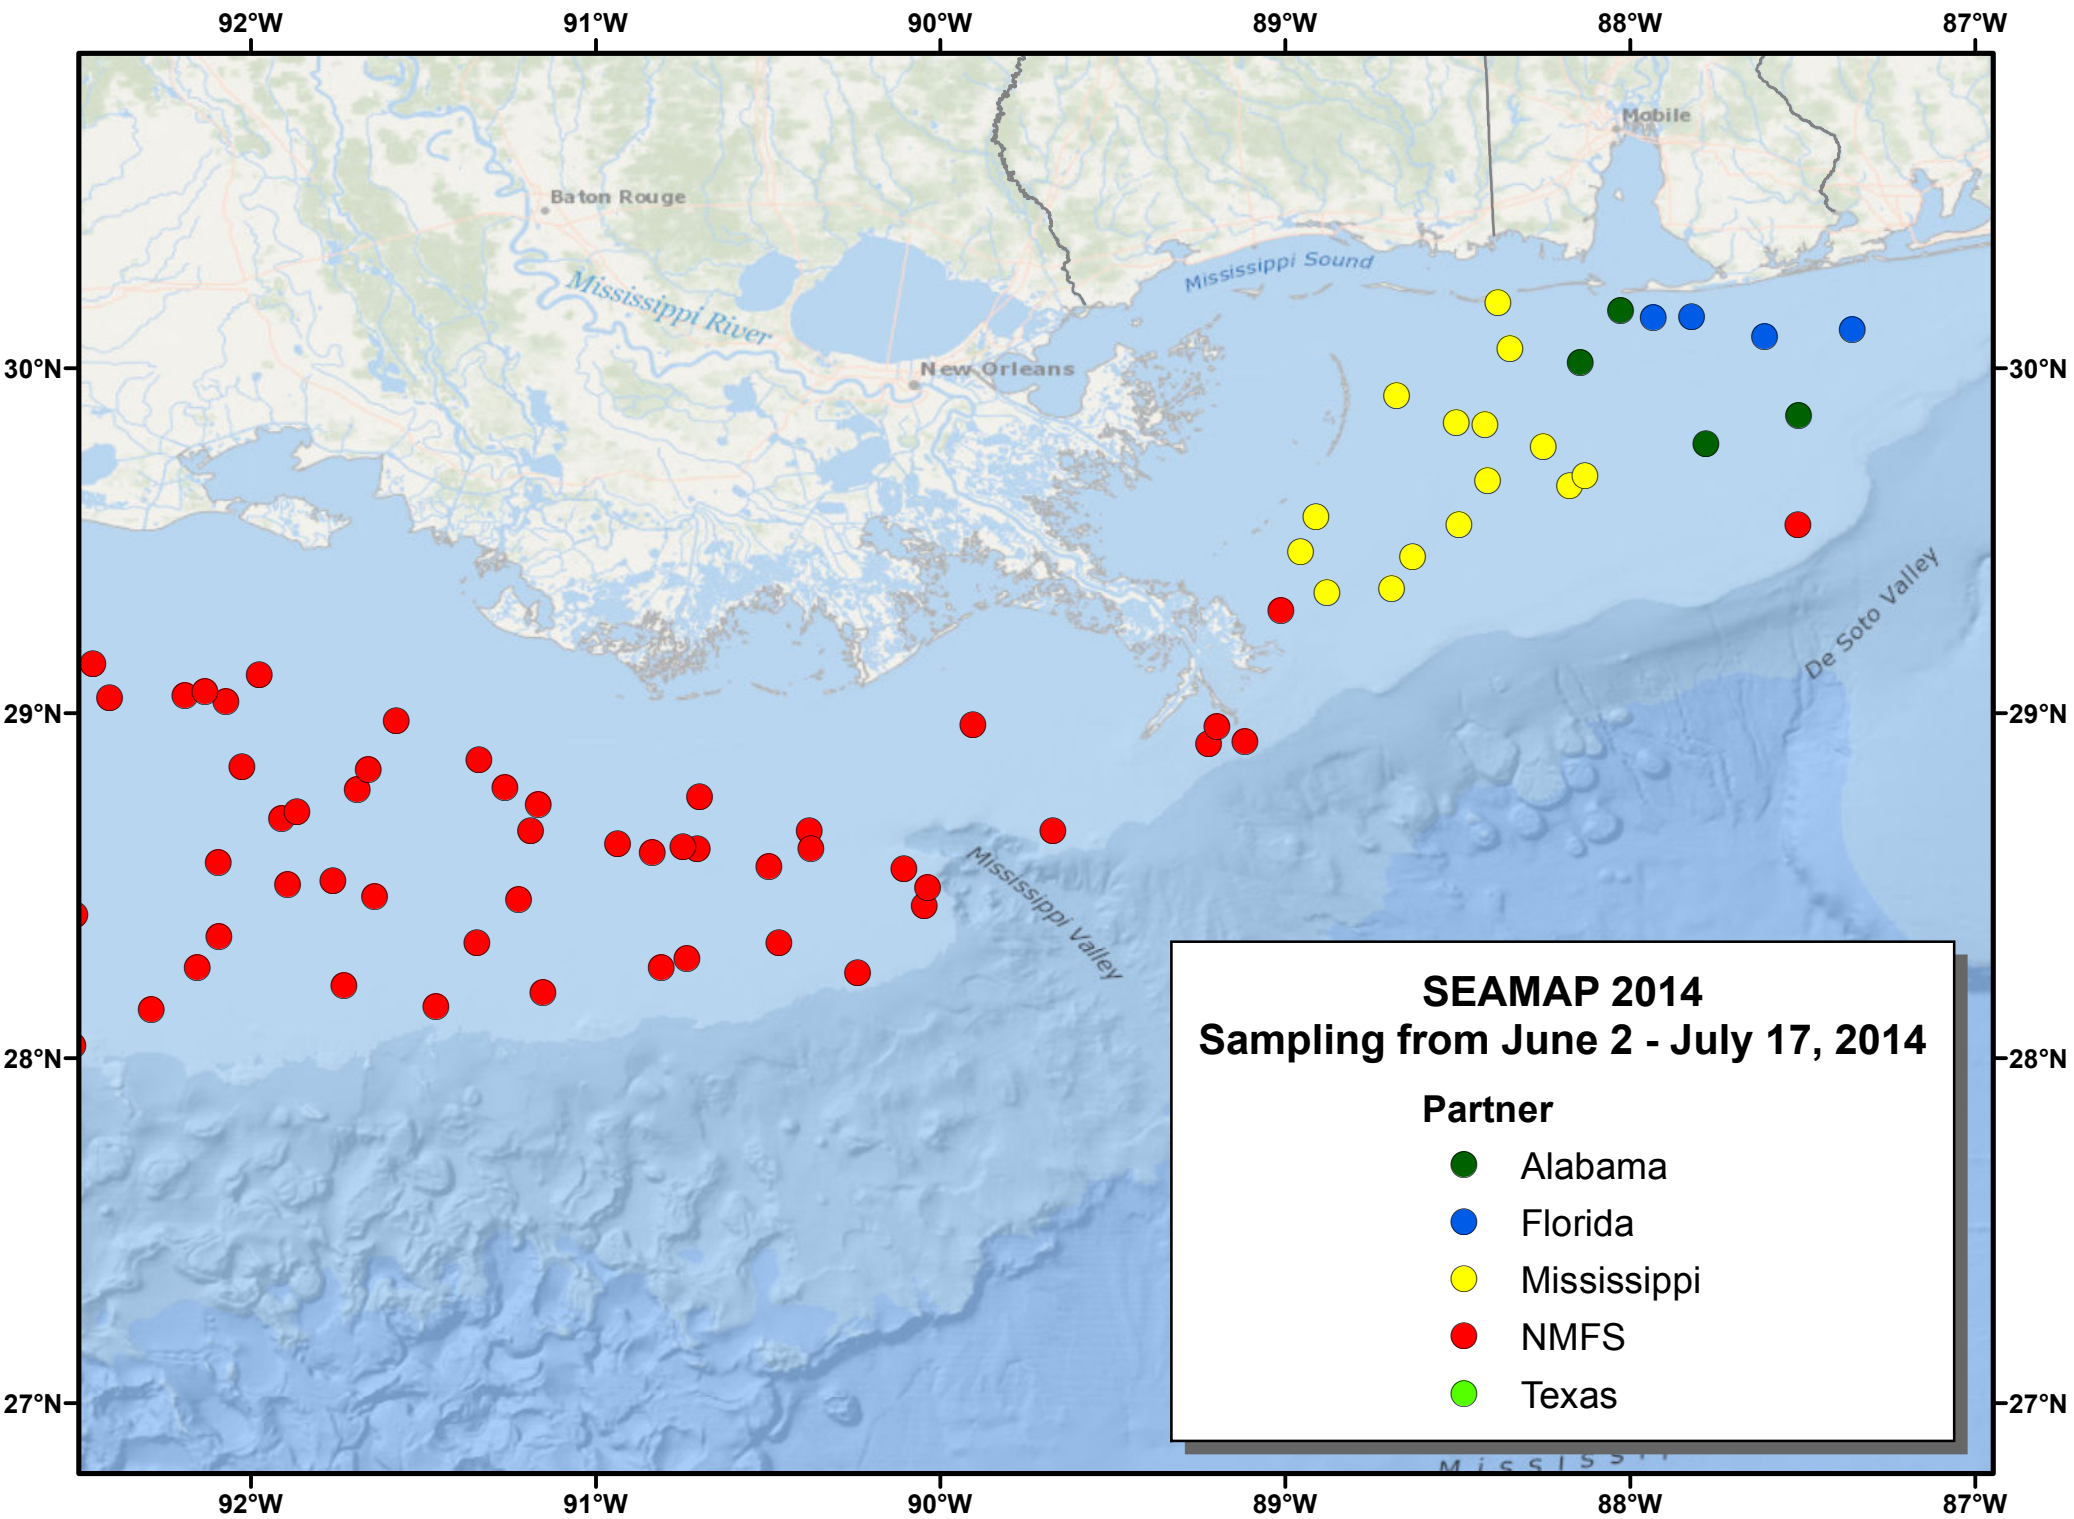 92°W 91°W 90°W 89°W 88°W 87°W
Mobile
Baton Rouge
Mississippi Sound
Mississippi River
30°N New Orleans 30°N
De Soto Valley
29°N 29°N
Mississippi Valley
SEAMAP 2014
Sampling from June 2 - July 17, 2014
28°N 28°N
Partner
Alabama
Florida
Mississippi
NMFS
Texas
27°N 27°N
92°W 91°W 90°W 89°W 88°W 87°W